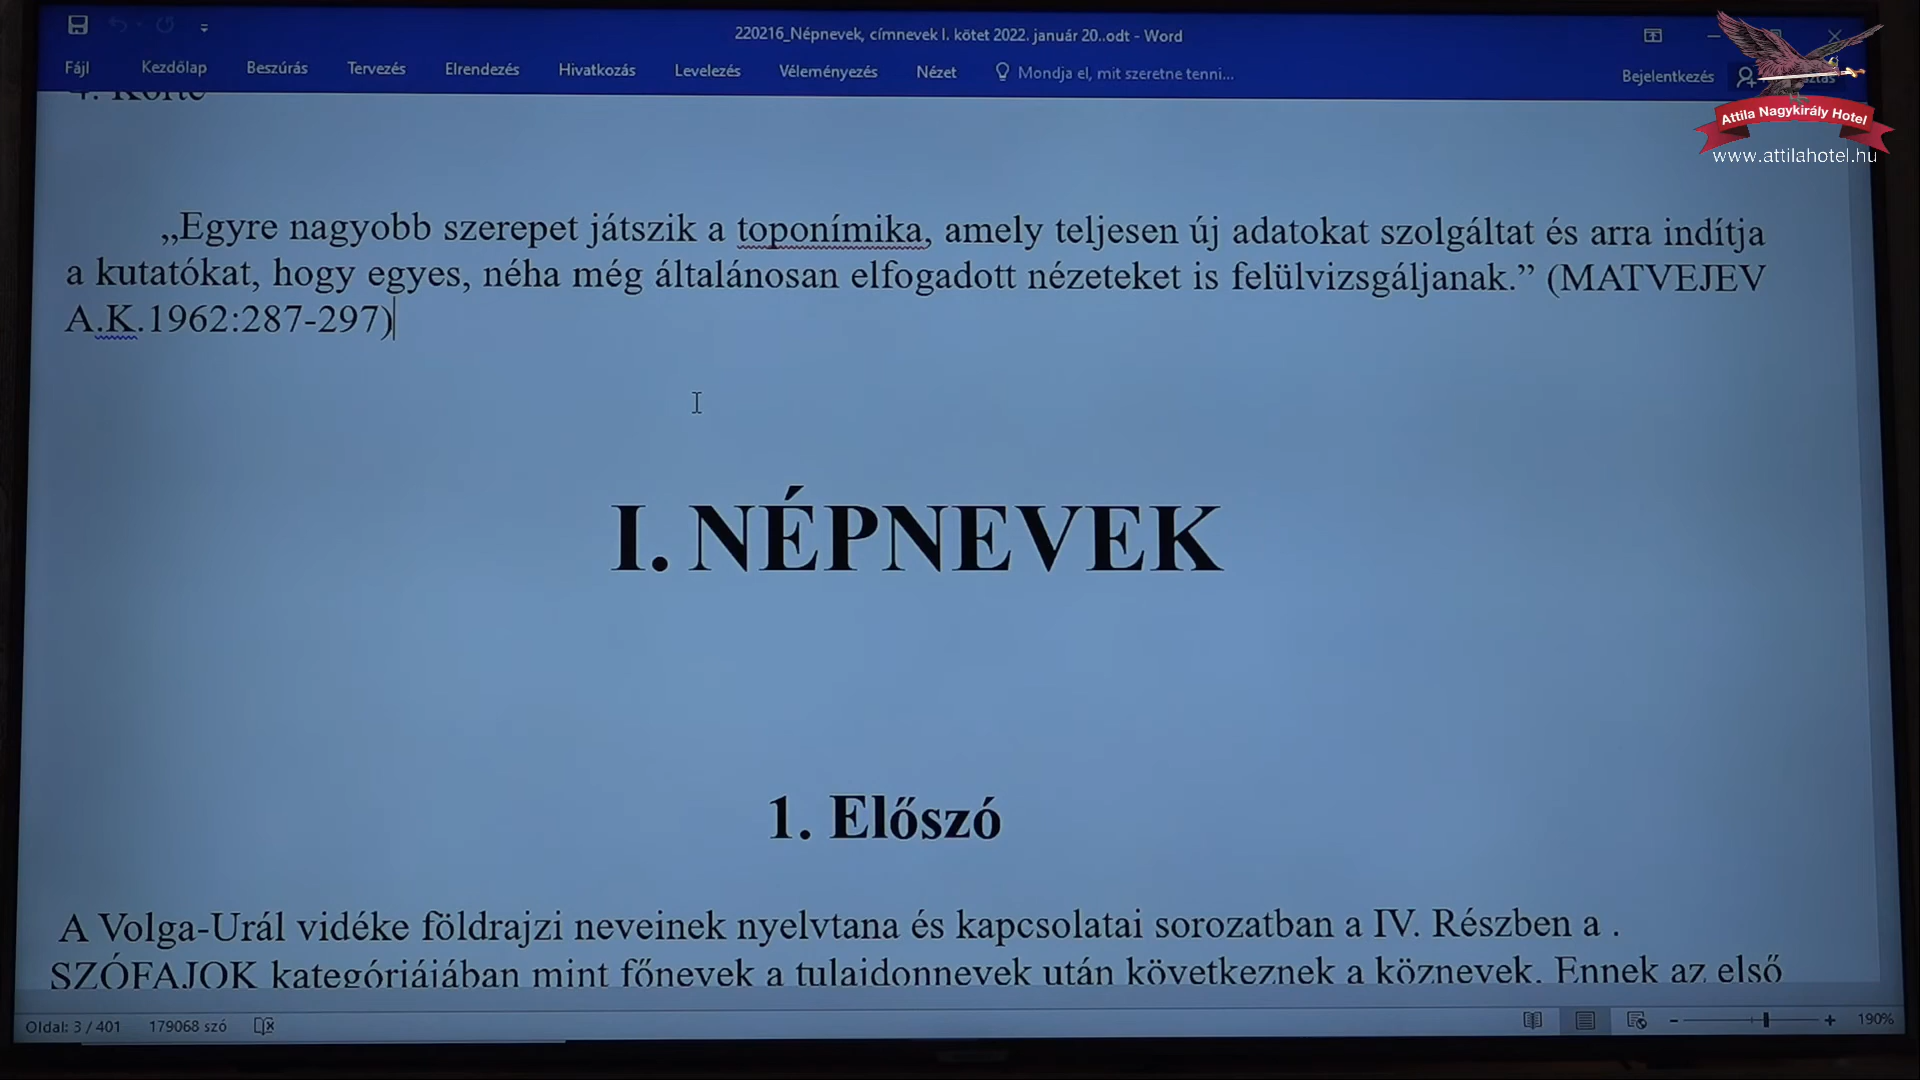 220216_Népnevek, címnevek I. kötet 2022. január 20..odt - Word
Fájl Kezdőlap Beszúrás Tervezés Elrendezés Hivatkozás Levelezés Véleményezés Nézet Mondja el, mit szeretne tenni... Bejelentkezés
Attila Nagykirály Hotel
www.attilahotel.hu
4. Körte
„Egyre nagyobb szerepet játszik a toponímika, amely teljesen új adatokat szolgáltat és arra indítja
a kutatókat, hogy egyes, néha még általánosan elfogadott nézeteket is felülvizsgáljanak.” (MATVEJEV
A.K.1962:287-297)
I. NÉPNEVEK
1. Előszó
A Volga-Urál vidéke földrajzi neveinek nyelvtana és kapcsolatai sorozatban a IV. Részben a .
SZÓFAJOK kategóriáiában mint főnevek a tulajdonnevek után következnek a köznevek. Ennek az első
Oldal: 3 / 401 179068 szó 190%